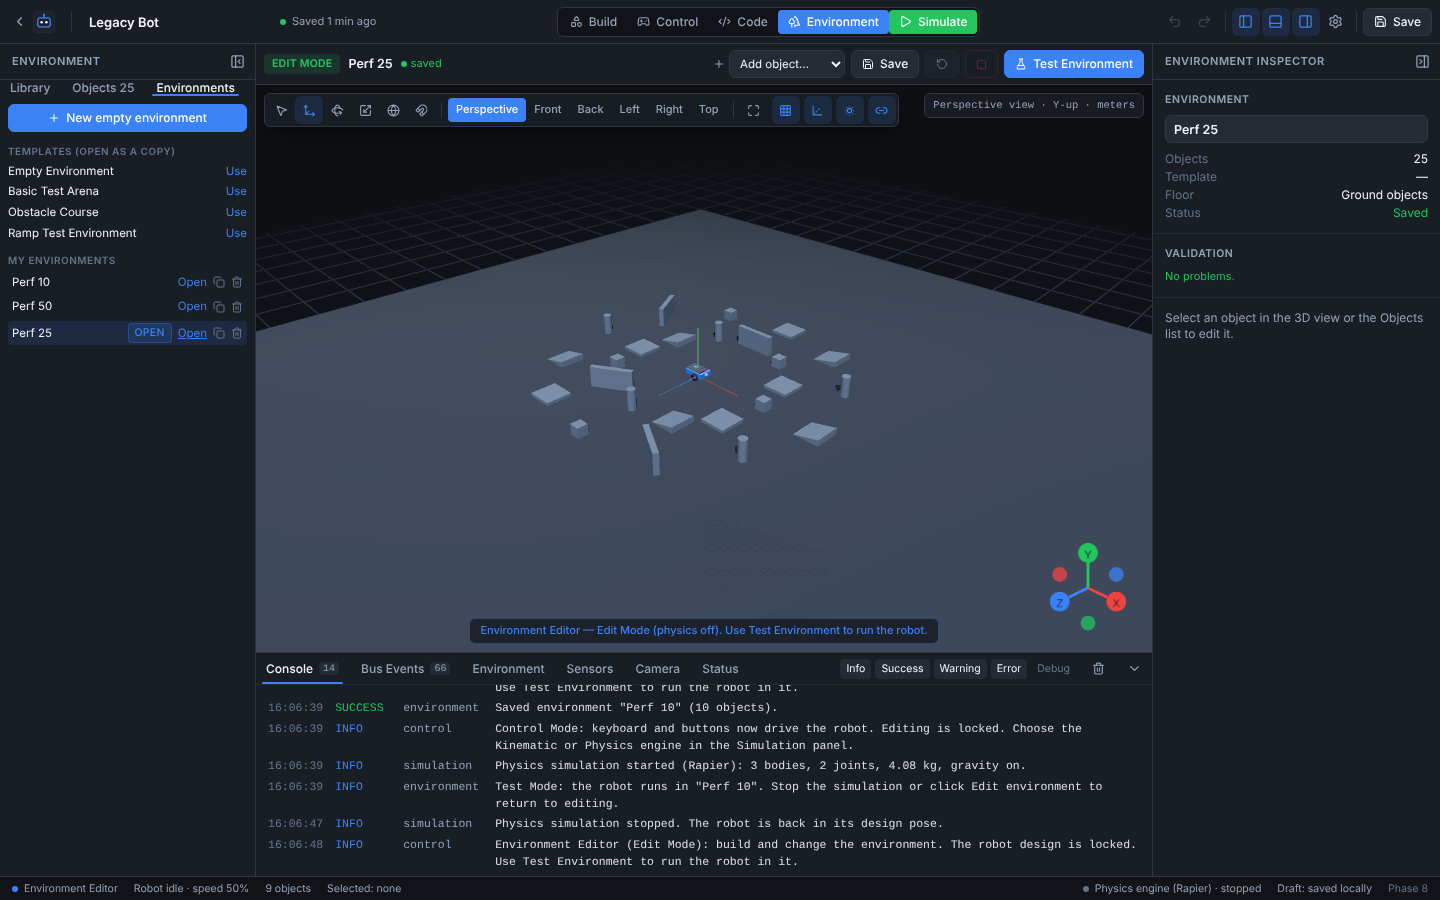 Legacy Bot
Saved 1 min ago
Build
Control
Code
Environment
Simulate
Save
ENVIRONMENT
Library
Objects 25
Environments
New empty environment
TEMPLATES (OPEN AS A COPY)
Empty Environment Use
Basic Test Arena Use
Obstacle Course Use
Ramp Test Environment Use
MY ENVIRONMENTS
Perf 10 Open
Perf 50 Open
Perf 25 OPEN Open
EDIT MODE Perf 25 saved
+ Add object... Save Test Environment
Perspective Front Back Left Right Top
Perspective view · Y-up · meters
Y
Z
X
Environment Editor — Edit Mode (physics off). Use Test Environment to run the robot.
Console 14 Bus Events 66 Environment Sensors Camera Status
Info Success Warning Error Debug
Use Test Environment to run the robot in it.
16:06:39 SUCCESS environment Saved environment "Perf 10" (10 objects).
16:06:39 INFO control Control Mode: keyboard and buttons now drive the robot. Editing is locked. Choose the
Kinematic or Physics engine in the Simulation panel.
16:06:39 INFO simulation Physics simulation started (Rapier): 3 bodies, 2 joints, 4.08 kg, gravity on.
16:06:39 INFO environment Test Mode: the robot runs in "Perf 10". Stop the simulation or click Edit environment to
return to editing.
16:06:47 INFO simulation Physics simulation stopped. The robot is back in its design pose.
16:06:48 INFO control Environment Editor (Edit Mode): build and change the environment. The robot design is locked.
Use Test Environment to run the robot in it.
ENVIRONMENT INSPECTOR
ENVIRONMENT
Perf 25
Objects 25
Template —
Floor Ground objects
Status Saved
VALIDATION
No problems.
Select an object in the 3D view or the Objects
list to edit it.
Environment Editor Robot idle · speed 50% 9 objects Selected: none
Physics engine (Rapier) · stopped Draft: saved locally Phase 8